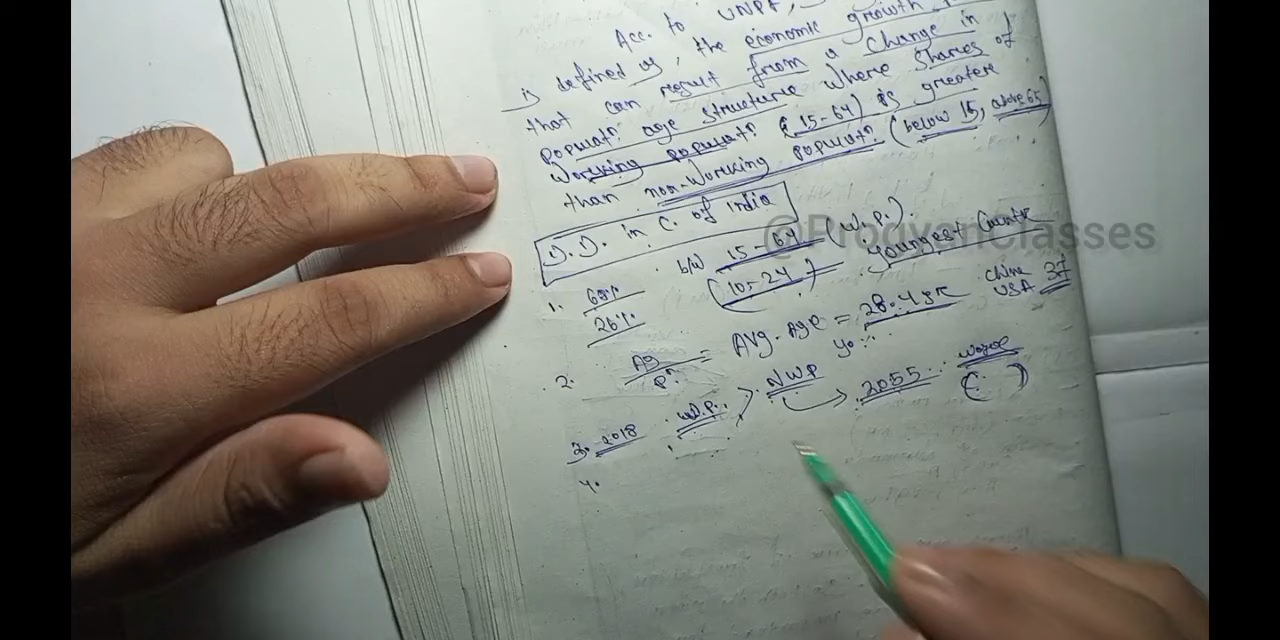 Acc. to UNPF,
is defined as, the economic growth
that can result from a change in
populatn age structure where shares of
working populatn (15-64) is greater
than non-working populatn (below 15, above 65)
D.D. in C. of India
1. 68% b/w 15-64 (W.P.).
26% (10-24) Youngest Country
2. Avg. Age = 28.4 yr China 37
USA
3. 2018 W.P. > NWP 2055
4.
@Progyanclasses